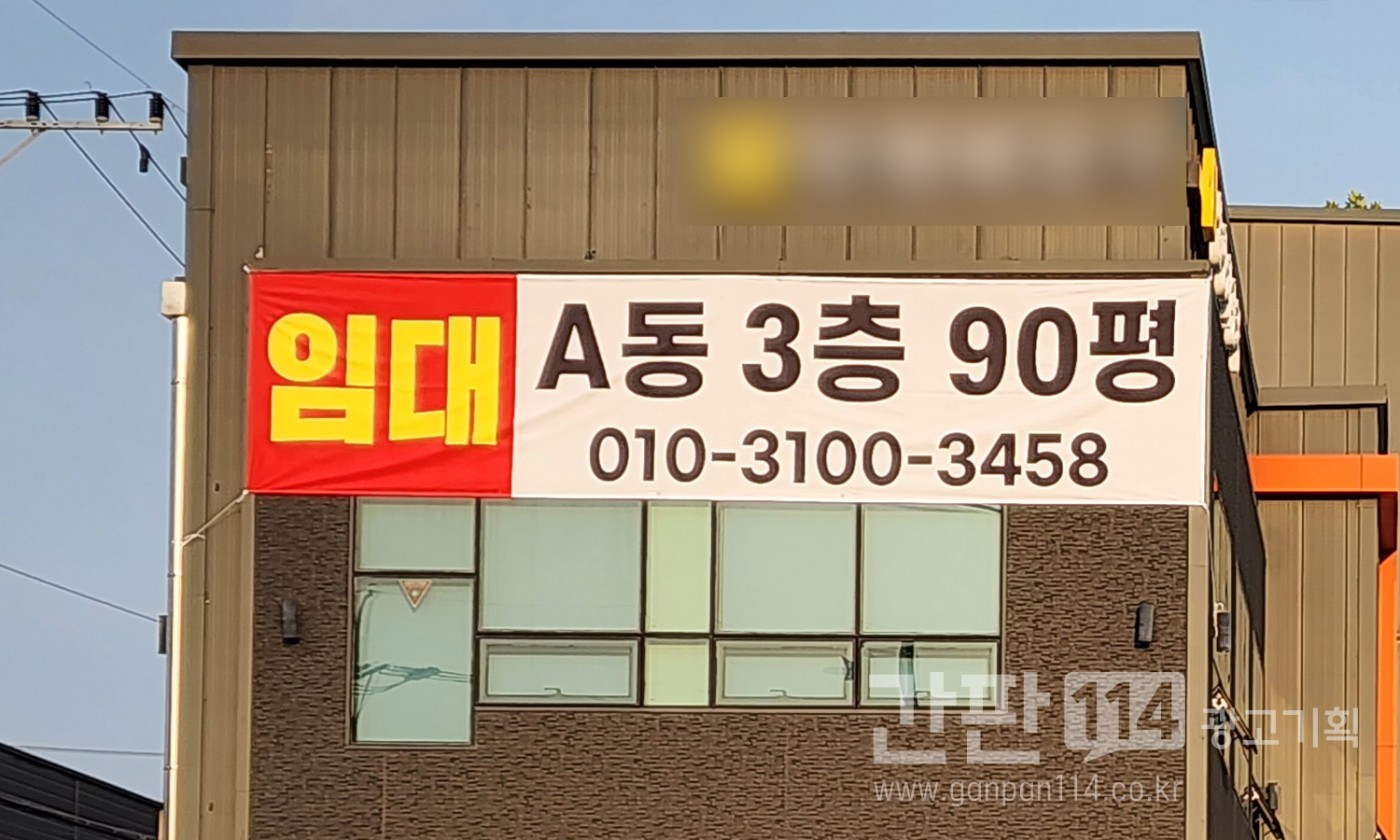 임대
A동 3층 90평
010-3100-3458
간판114 광고기획
www.ganpan114.co.kr